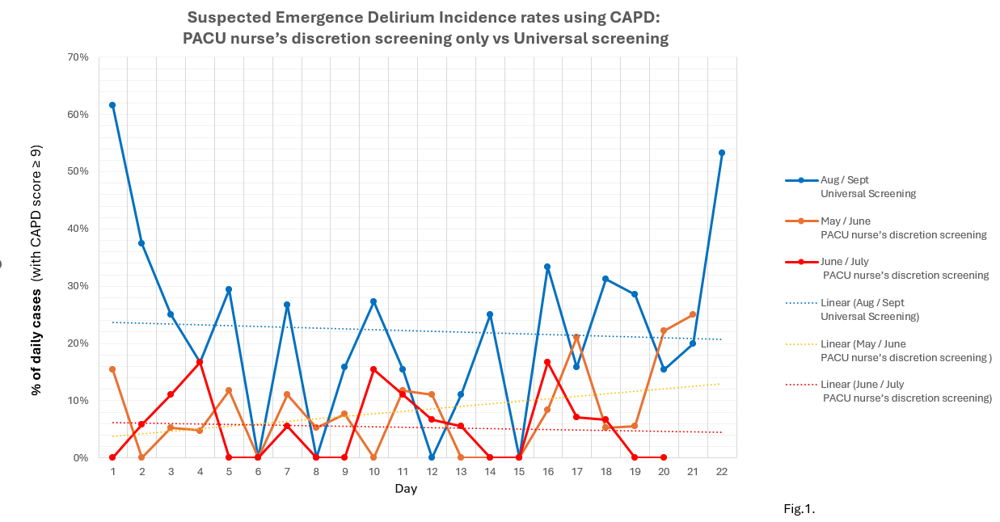 Suspected Emergence Delirium Incidence rates using CAPD:
PACU nurse's discretion screening only vs Universal screening
70%
60%
50%
40%
30%
20%
10%
0%
% of daily cases (with CAPD score ≥ 9)
1 2 3 4 5 6 7 8 9 10 11 12 13 14 15 16 17 18 19 20 21 22
Day
Aug / Sept
Universal Screening
May / June
PACU nurse's discretion screening
June / July
PACU nurse's discretion screening
Linear (Aug / Sept
Universal Screening)
Linear (May / June
PACU nurse's discretion screening )
Linear (June / July
PACU nurse's discretion screening)
Fig.1.